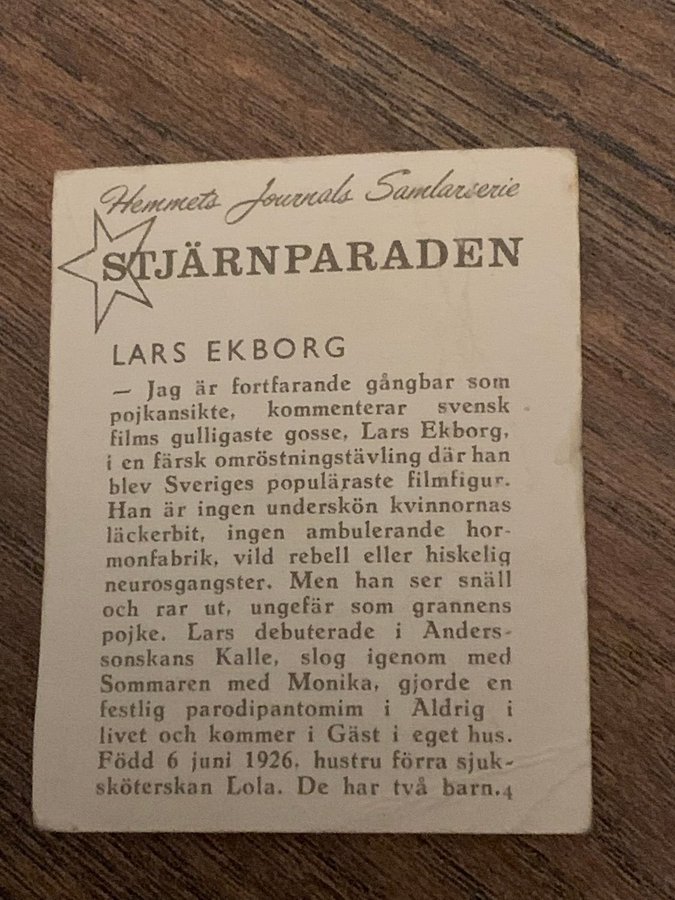 Hemmets Journals Samlarserie
STJÄRNPARADEN
LARS EKBORG
— Jag är fortfarande gångbar som
pojkansikte, kommenterar svensk
films gulligaste gosse, Lars Ekborg,
i en färsk omröstningstävling där han
blev Sveriges populäraste filmfigur.
Han är ingen underskön kvinnornas
läckerbit, ingen ambulerande hor-
monfabrik, vild rebell eller hiskelig
neurosgangster. Men han ser snäll
och rar ut, ungefär som grannens
pojke. Lars debuterade i Anders-
sonskans Kalle, slog igenom med
Sommaren med Monika, gjorde en
festlig parodipantomim i Aldrig i
livet och kommer i Gäst i eget hus.
Född 6 juni 1926, hustru förra sjuk-
sköterskan Lola. De har två barn.4